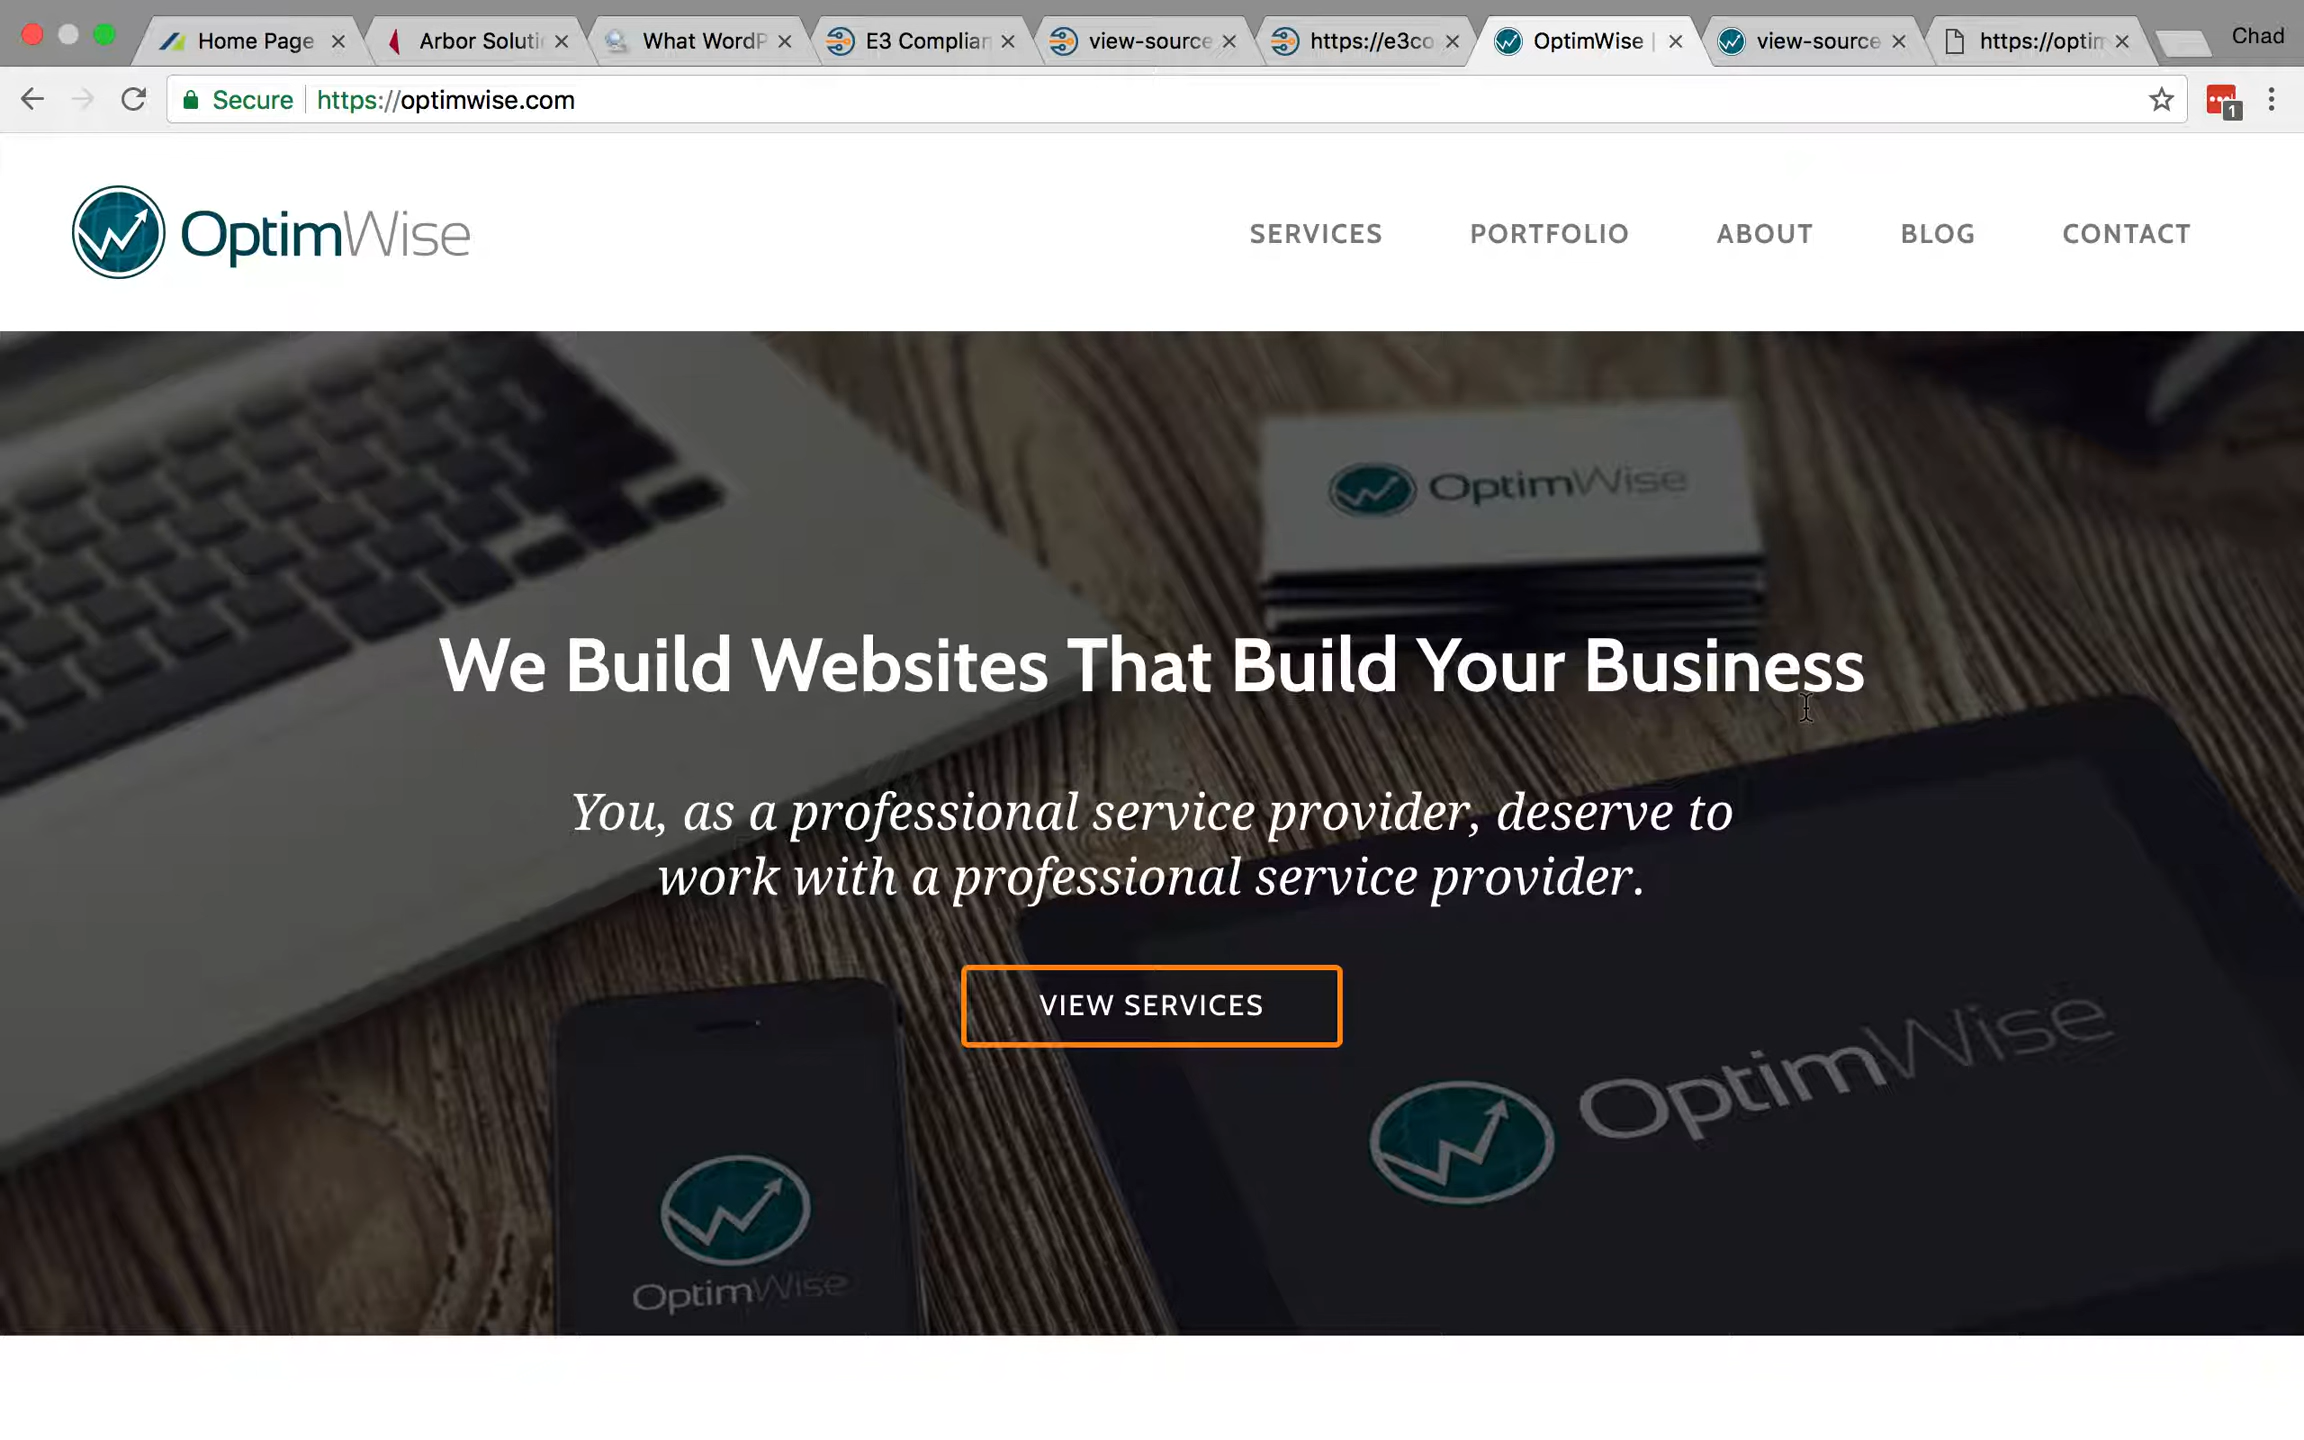 Home Page
Arbor Soluti
What WordP
E3 Complian
view-source
https://e3co
OptimWise |
view-source
https://optim
Chad
Secure
https://optimwise.com
1
OptimWise
SERVICES
PORTFOLIO
ABOUT
BLOG
CONTACT
OptimWise
We Build Websites That Build Your Business
You, as a professional service provider, deserve to
work with a professional service provider.
VIEW SERVICES
OptimWise
OptimWise